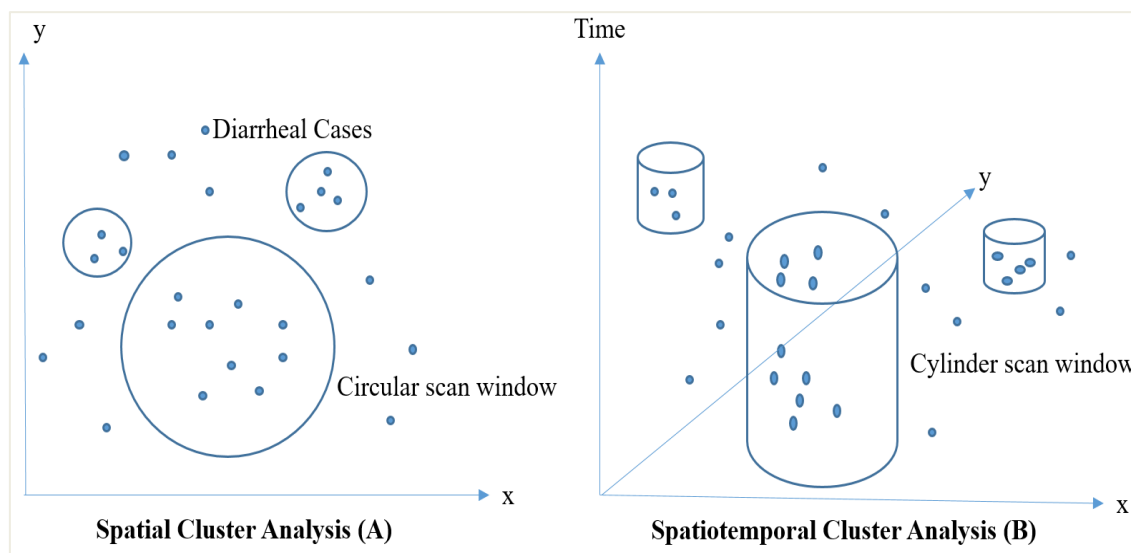 y
Diarrheal Cases
Circular scan window
x
Spatial Cluster Analysis (A)
Time
y
Cylinder scan window
x
Spatiotemporal Cluster Analysis (B)